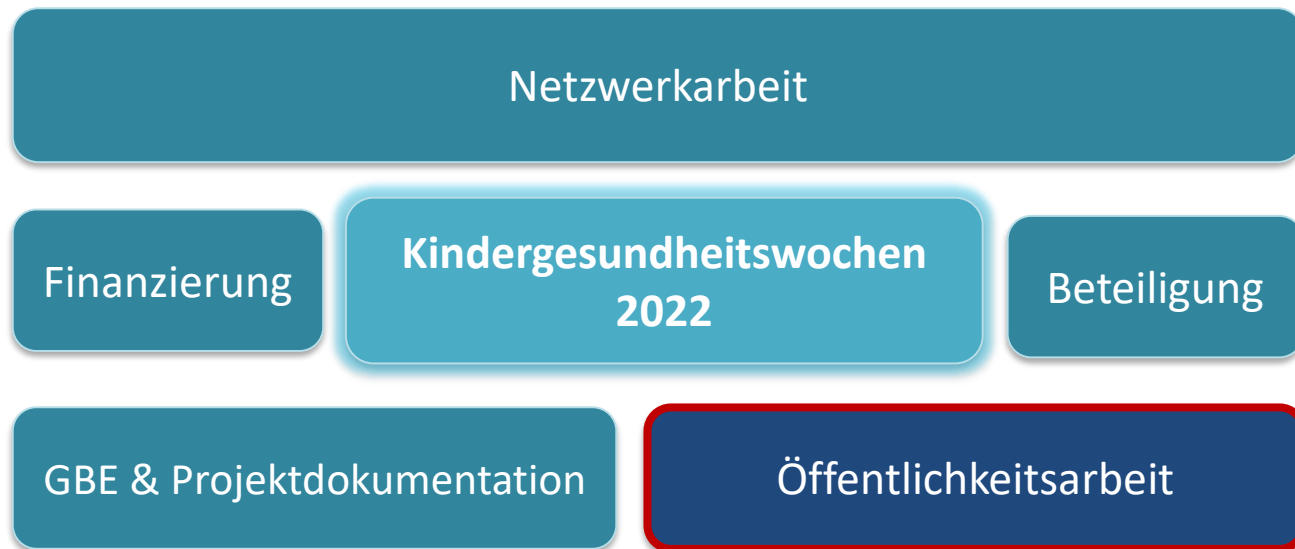 Netzwerkarbeit
Finanzierung
Kindergesundheitswochen
2022
Beteiligung
GBE & Projektdokumentation
Öffentlichkeitsarbeit